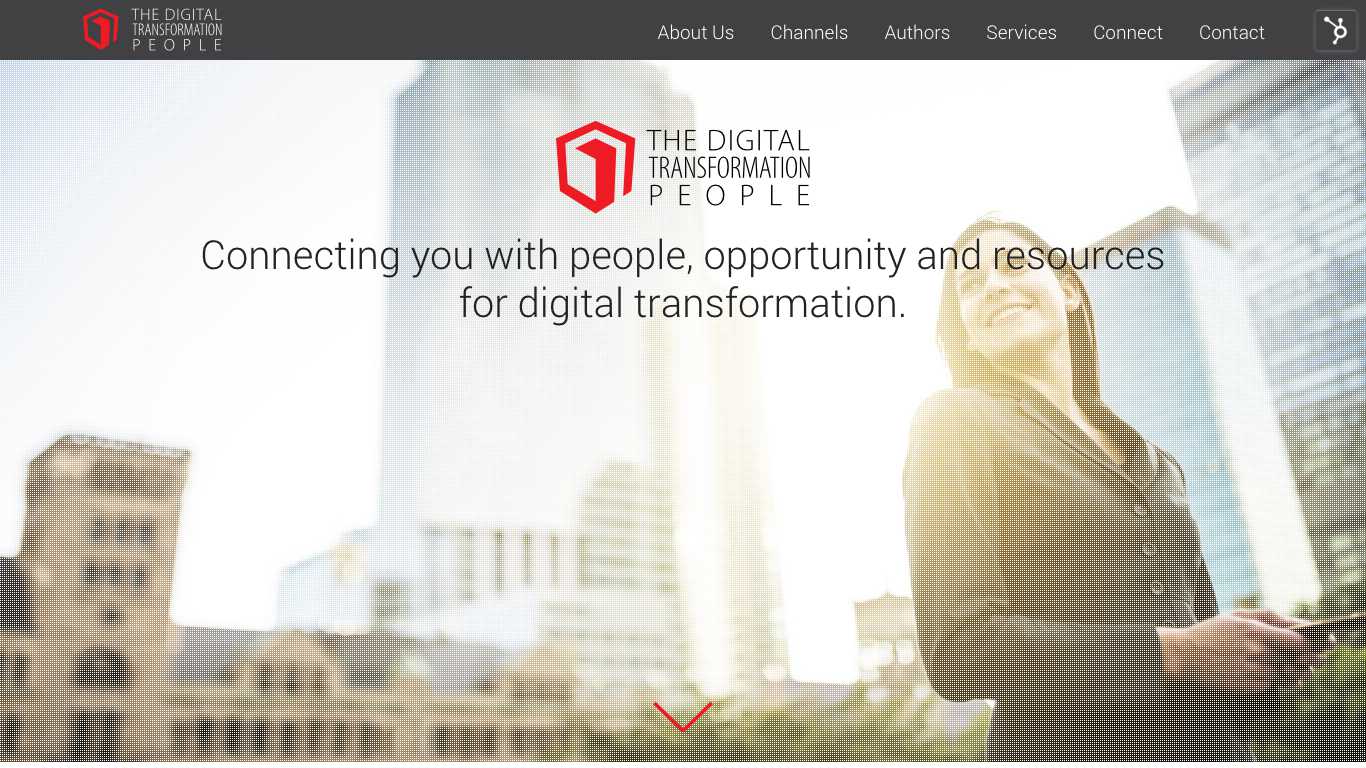 THE DIGITAL
TRANSFORMATION
PEOPLE
About Us Channels Authors Services Connect Contact
THE DIGITAL
TRANSFORMATION
PEOPLE
Connecting you with people, opportunity and resources
for digital transformation.